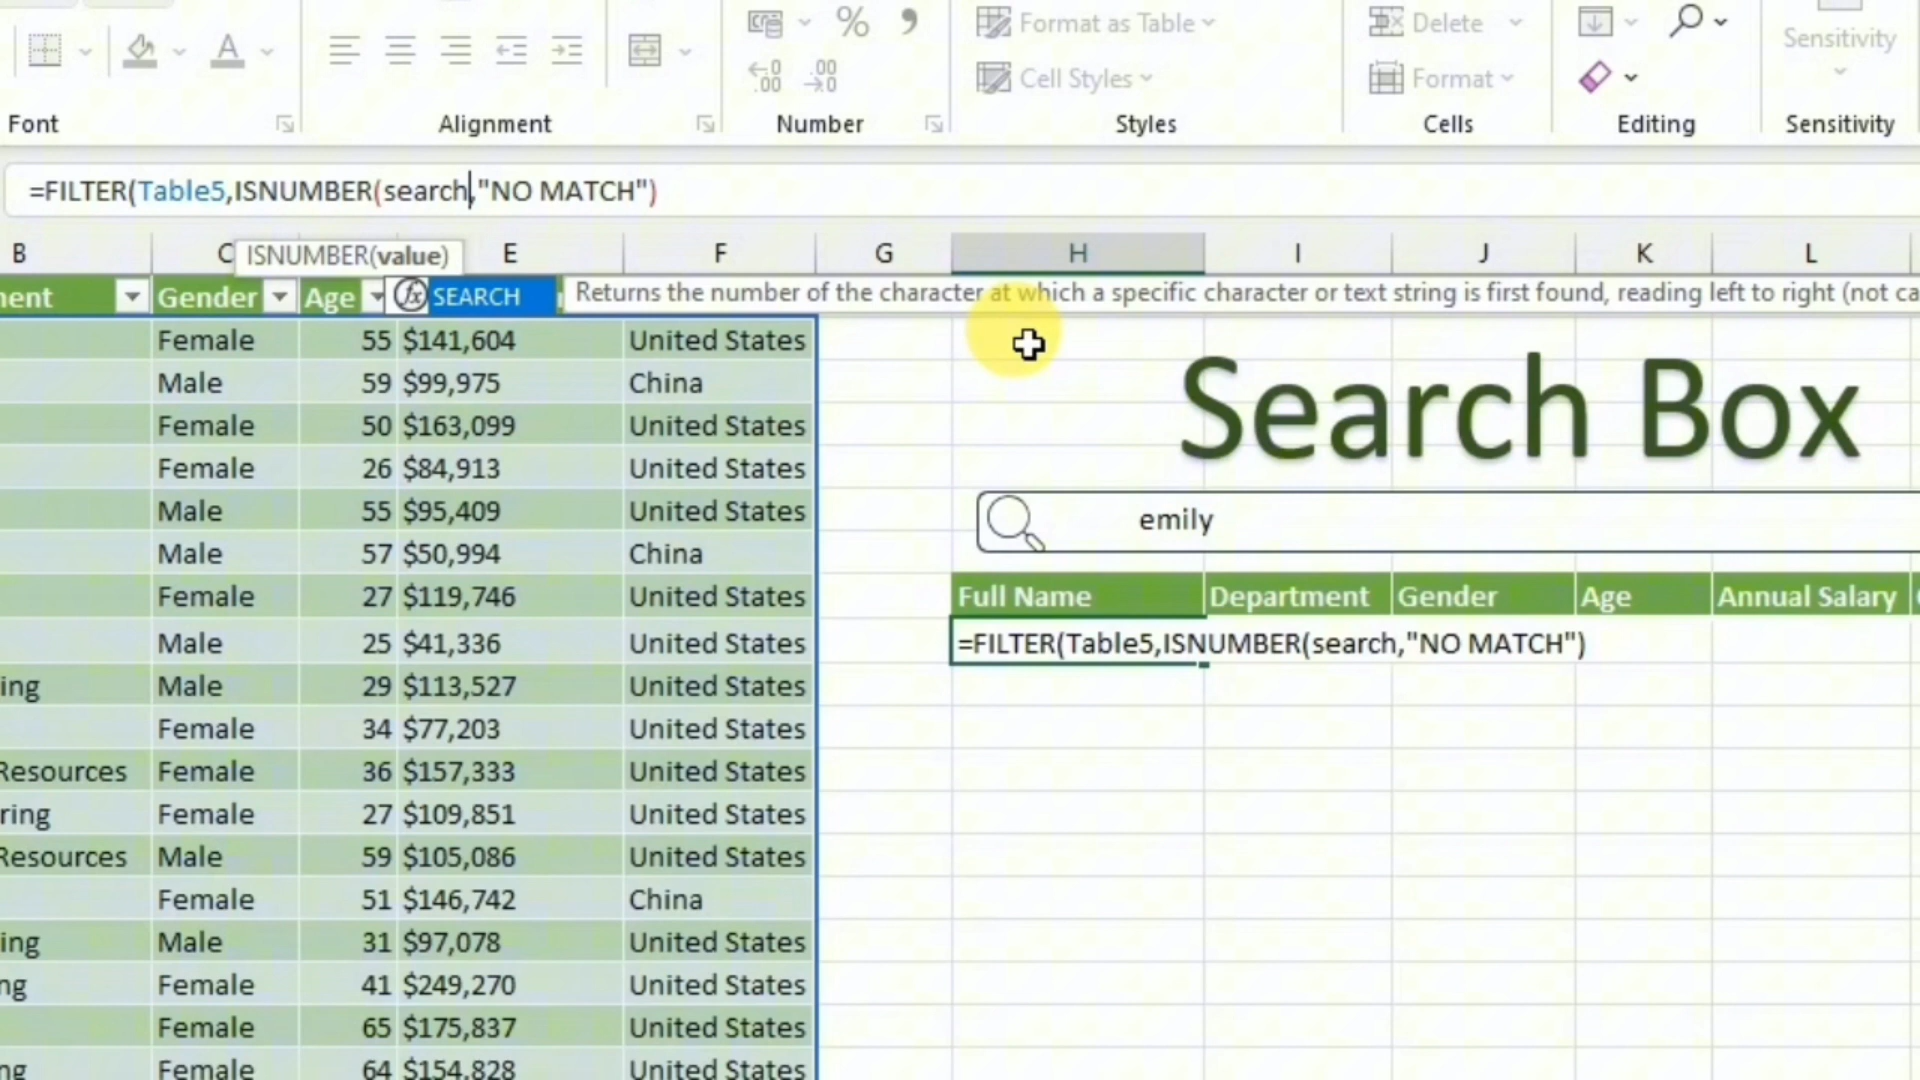 Format as Table
Delete
Sensitivity
Cell Styles
Format
Font
Alignment
Number
Styles
Cells
Editing
Sensitivity
=FILTER(Table5,ISNUMBER(search,"NO MATCH")
B C E F G H I J K L
ISNUMBER(value)
ent Gender Age SEARCH Returns the number of the character at which a specific character or text string is first found, reading left to right (not ca
Female 55 $141,604 United States
Male 59 $99,975 China
Female 50 $163,099 United States
Female 26 $84,913 United States
Male 55 $95,409 United States
Male 57 $50,994 China
Female 27 $119,746 United States
Male 25 $41,336 United States
ing Male 29 $113,527 United States
Female 34 $77,203 United States
Resources Female 36 $157,333 United States
ring Female 27 $109,851 United States
Resources Male 59 $105,086 United States
Female 51 $146,742 China
ing Male 31 $97,078 United States
ng Female 41 $249,270 United States
Female 65 $175,837 United States
ng Female 64 $154,828 United States
Search Box
emily
Full Name Department Gender Age Annual Salary
=FILTER(Table5,ISNUMBER(search,"NO MATCH")